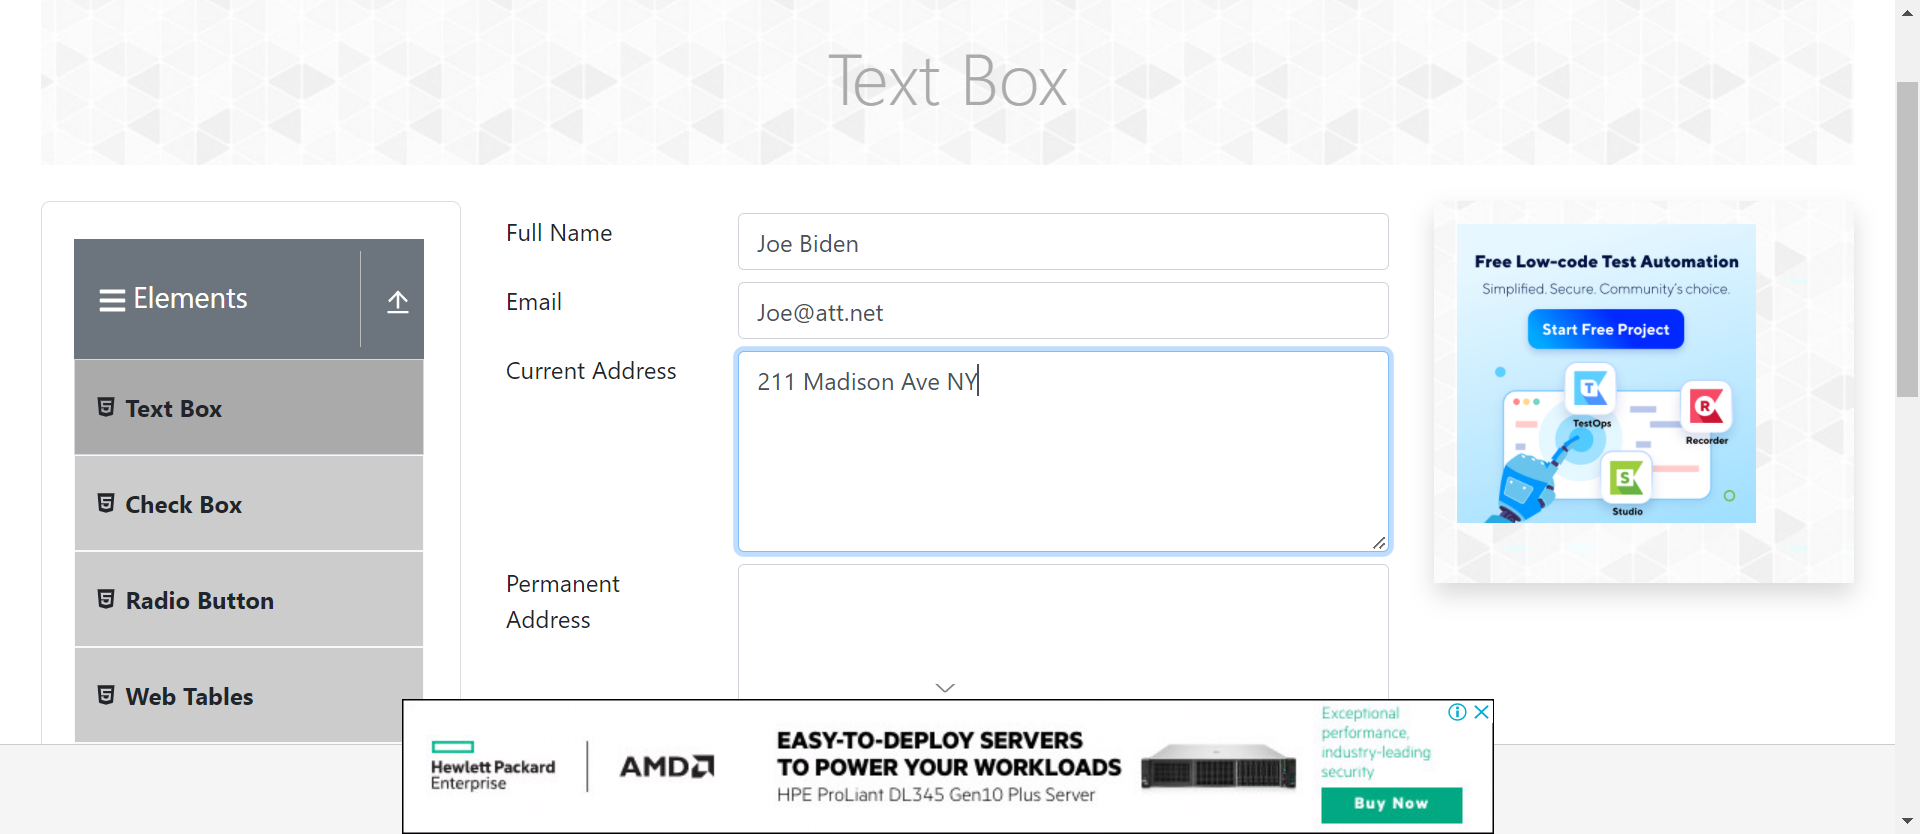 Text Box
Elements
Text Box
Check Box
Radio Button
Web Tables
Full Name
Joe Biden
Email
Joe@att.net
Current Address
211 Madison Ave NY
Permanent
Address
Free Low-code Test Automation
Simplified. Secure. Community's choice.
Start Free Project
T
TestOps
R
Recorder
S
Studio
Hewlett Packard
Enterprise
AMD
EASY-TO-DEPLOY SERVERS
TO POWER YOUR WORKLOADS
HPE ProLiant DL345 Gen10 Plus Server
Exceptional
performance,
industry-leading
security
Buy Now